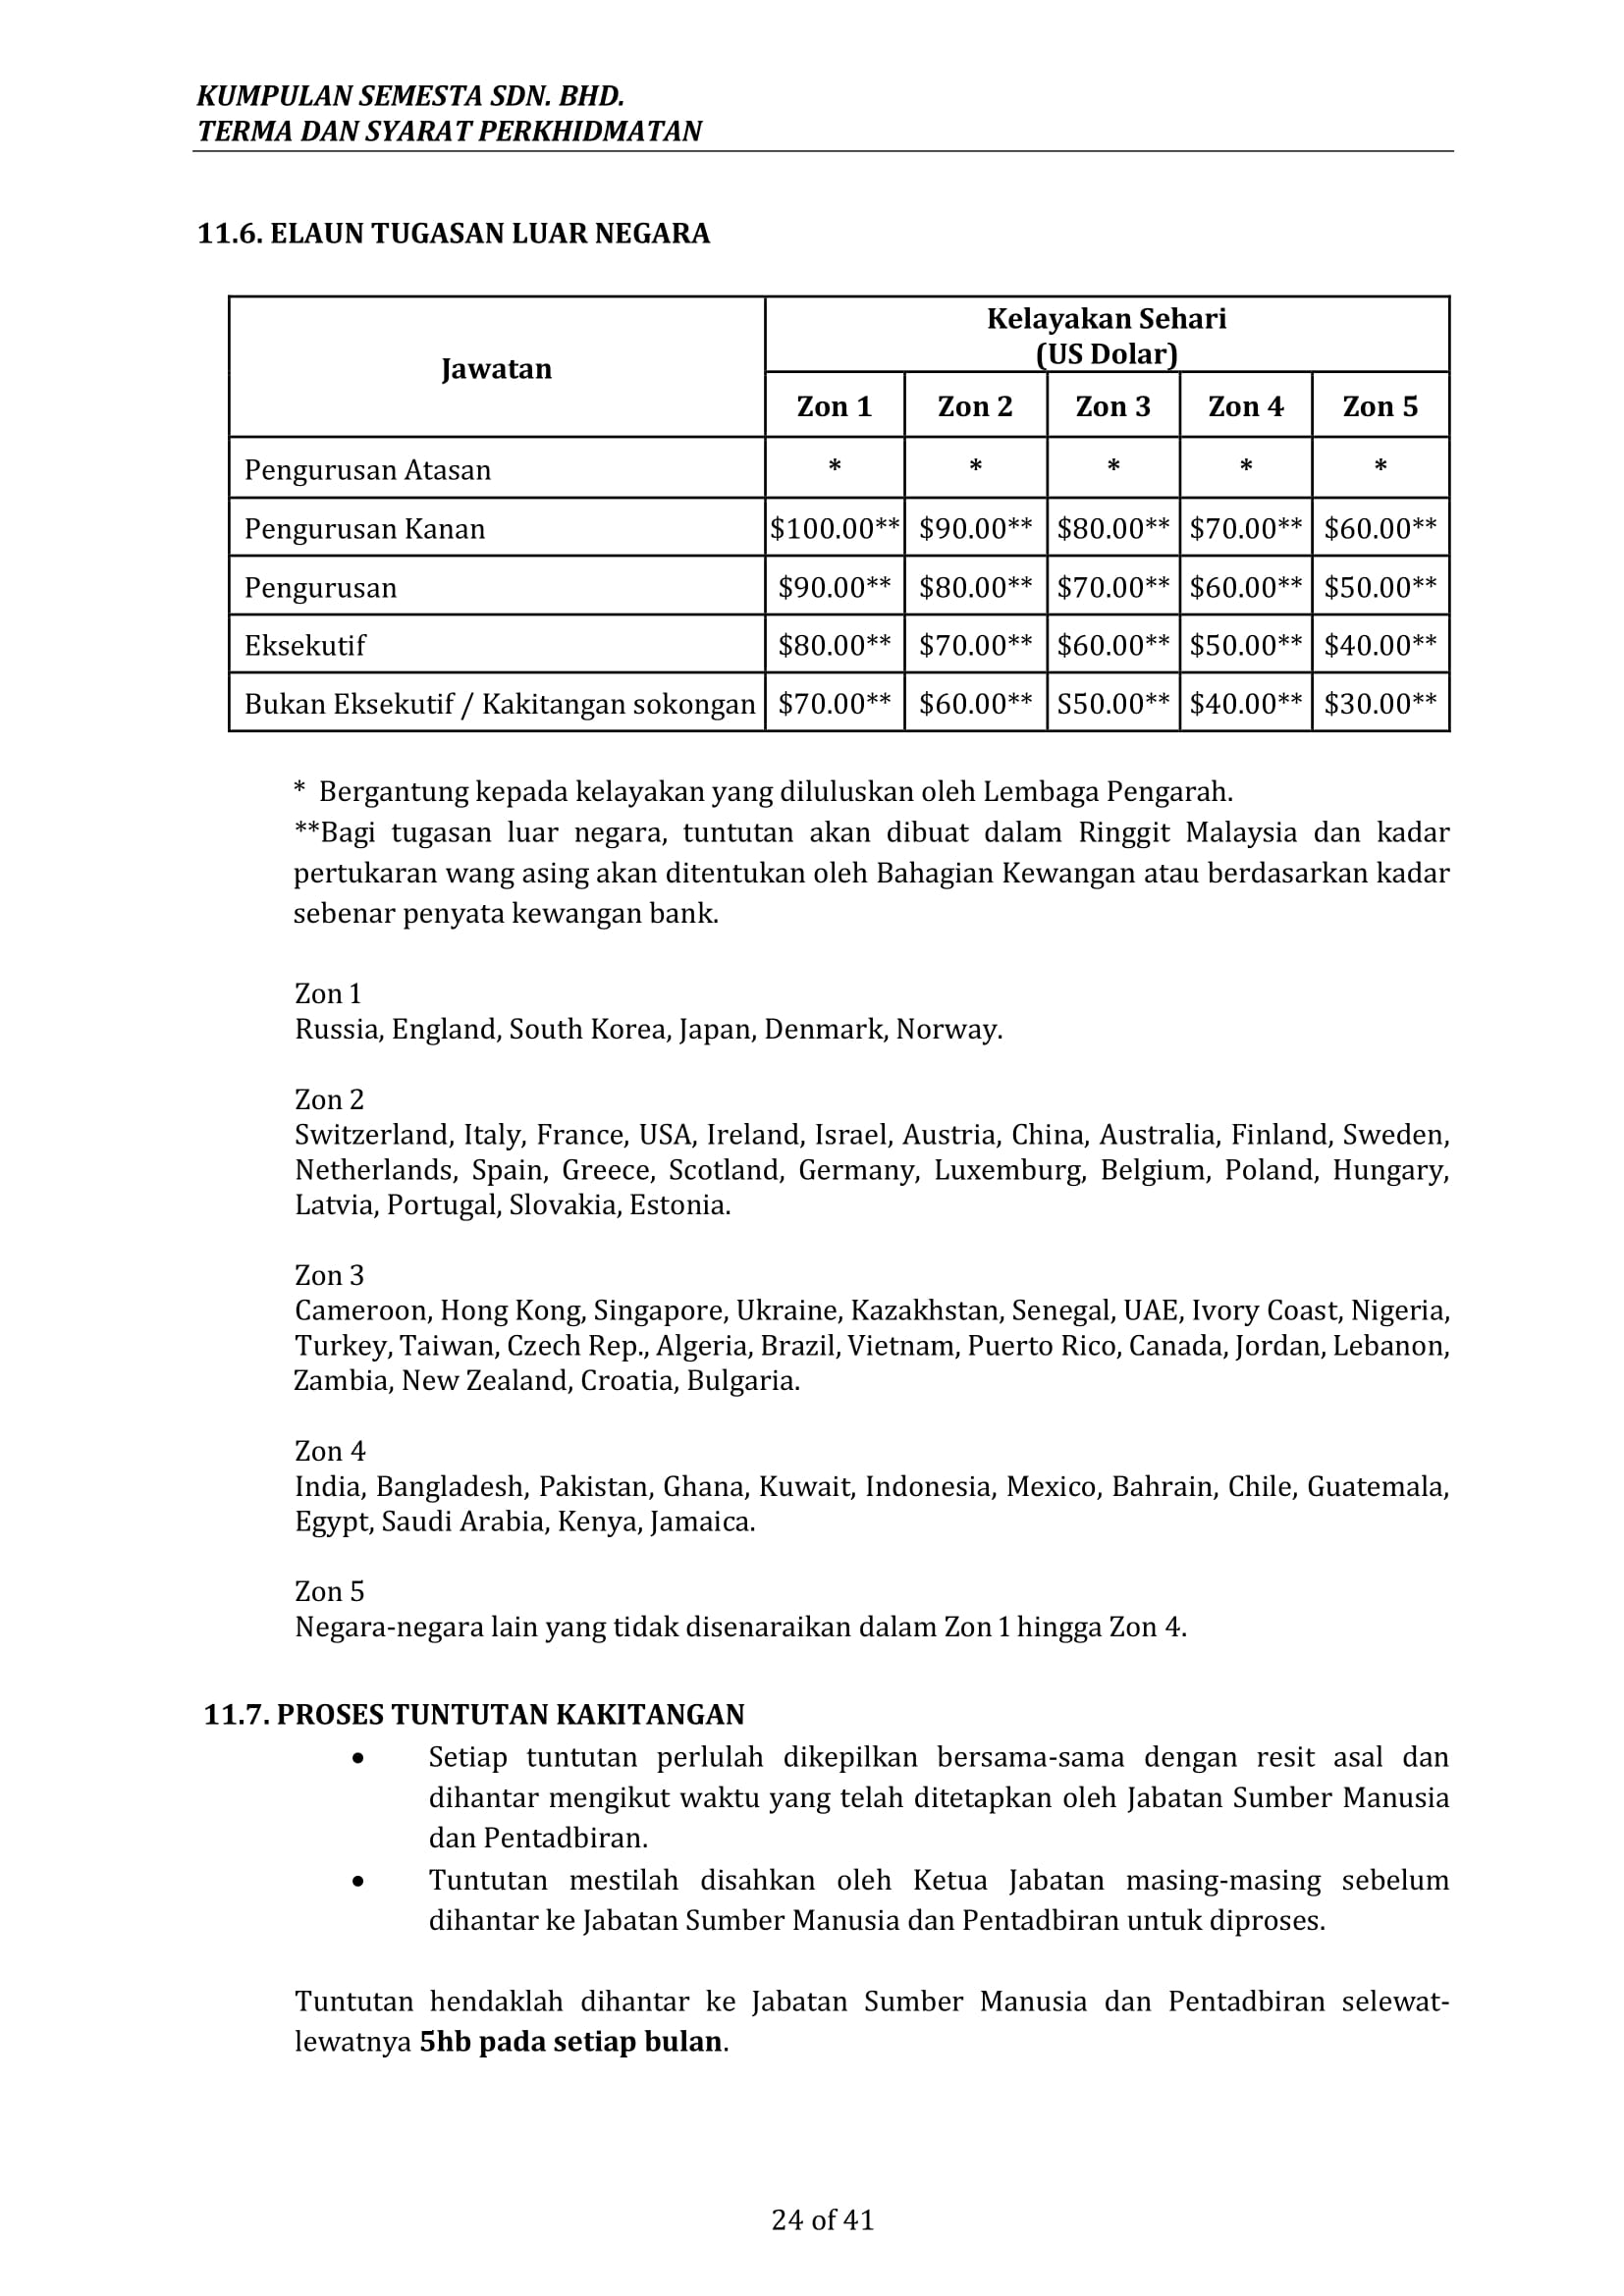 KUMPULAN SEMESTA SDN. BHD.
TERMA DAN SYARAT PERKHIDMATAN
11.6. ELAUN TUGASAN LUAR NEGARA
Jawatan
Kelayakan Sehari
(US Dolar)
Zon 1 Zon 2 Zon 3 Zon 4 Zon 5
Pengurusan Atasan * * * * *
Pengurusan Kanan $100.00** $90.00** $80.00** $70.00** $60.00**
Pengurusan $90.00** $80.00** $70.00** $60.00** $50.00**
Eksekutif $80.00** $70.00** $60.00** $50.00** $40.00**
Bukan Eksekutif / Kakitangan sokongan $70.00** $60.00** S50.00** $40.00** $30.00**
* Bergantung kepada kelayakan yang diluluskan oleh Lembaga Pengarah.
**Bagi tugasan luar negara, tuntutan akan dibuat dalam Ringgit Malaysia dan kadar
pertukaran wang asing akan ditentukan oleh Bahagian Kewangan atau berdasarkan kadar
sebenar penyata kewangan bank.
Zon 1
Russia, England, South Korea, Japan, Denmark, Norway.
Zon 2
Switzerland, Italy, France, USA, Ireland, Israel, Austria, China, Australia, Finland, Sweden,
Netherlands, Spain, Greece, Scotland, Germany, Luxemburg, Belgium, Poland, Hungary,
Latvia, Portugal, Slovakia, Estonia.
Zon 3
Cameroon, Hong Kong, Singapore, Ukraine, Kazakhstan, Senegal, UAE, Ivory Coast, Nigeria,
Turkey, Taiwan, Czech Rep., Algeria, Brazil, Vietnam, Puerto Rico, Canada, Jordan, Lebanon,
Zambia, New Zealand, Croatia, Bulgaria.
Zon 4
India, Bangladesh, Pakistan, Ghana, Kuwait, Indonesia, Mexico, Bahrain, Chile, Guatemala,
Egypt, Saudi Arabia, Kenya, Jamaica.
Zon 5
Negara-negara lain yang tidak disenaraikan dalam Zon 1 hingga Zon 4.
11.7. PROSES TUNTUTAN KAKITANGAN
• Setiap tuntutan perlulah dikepilkan bersama-sama dengan resit asal dan
dihantar mengikut waktu yang telah ditetapkan oleh Jabatan Sumber Manusia
dan Pentadbiran.
• Tuntutan mestilah disahkan oleh Ketua Jabatan masing-masing sebelum
dihantar ke Jabatan Sumber Manusia dan Pentadbiran untuk diproses.
Tuntutan hendaklah dihantar ke Jabatan Sumber Manusia dan Pentadbiran selewat-
lewatnya 5hb pada setiap bulan.
24 of 41